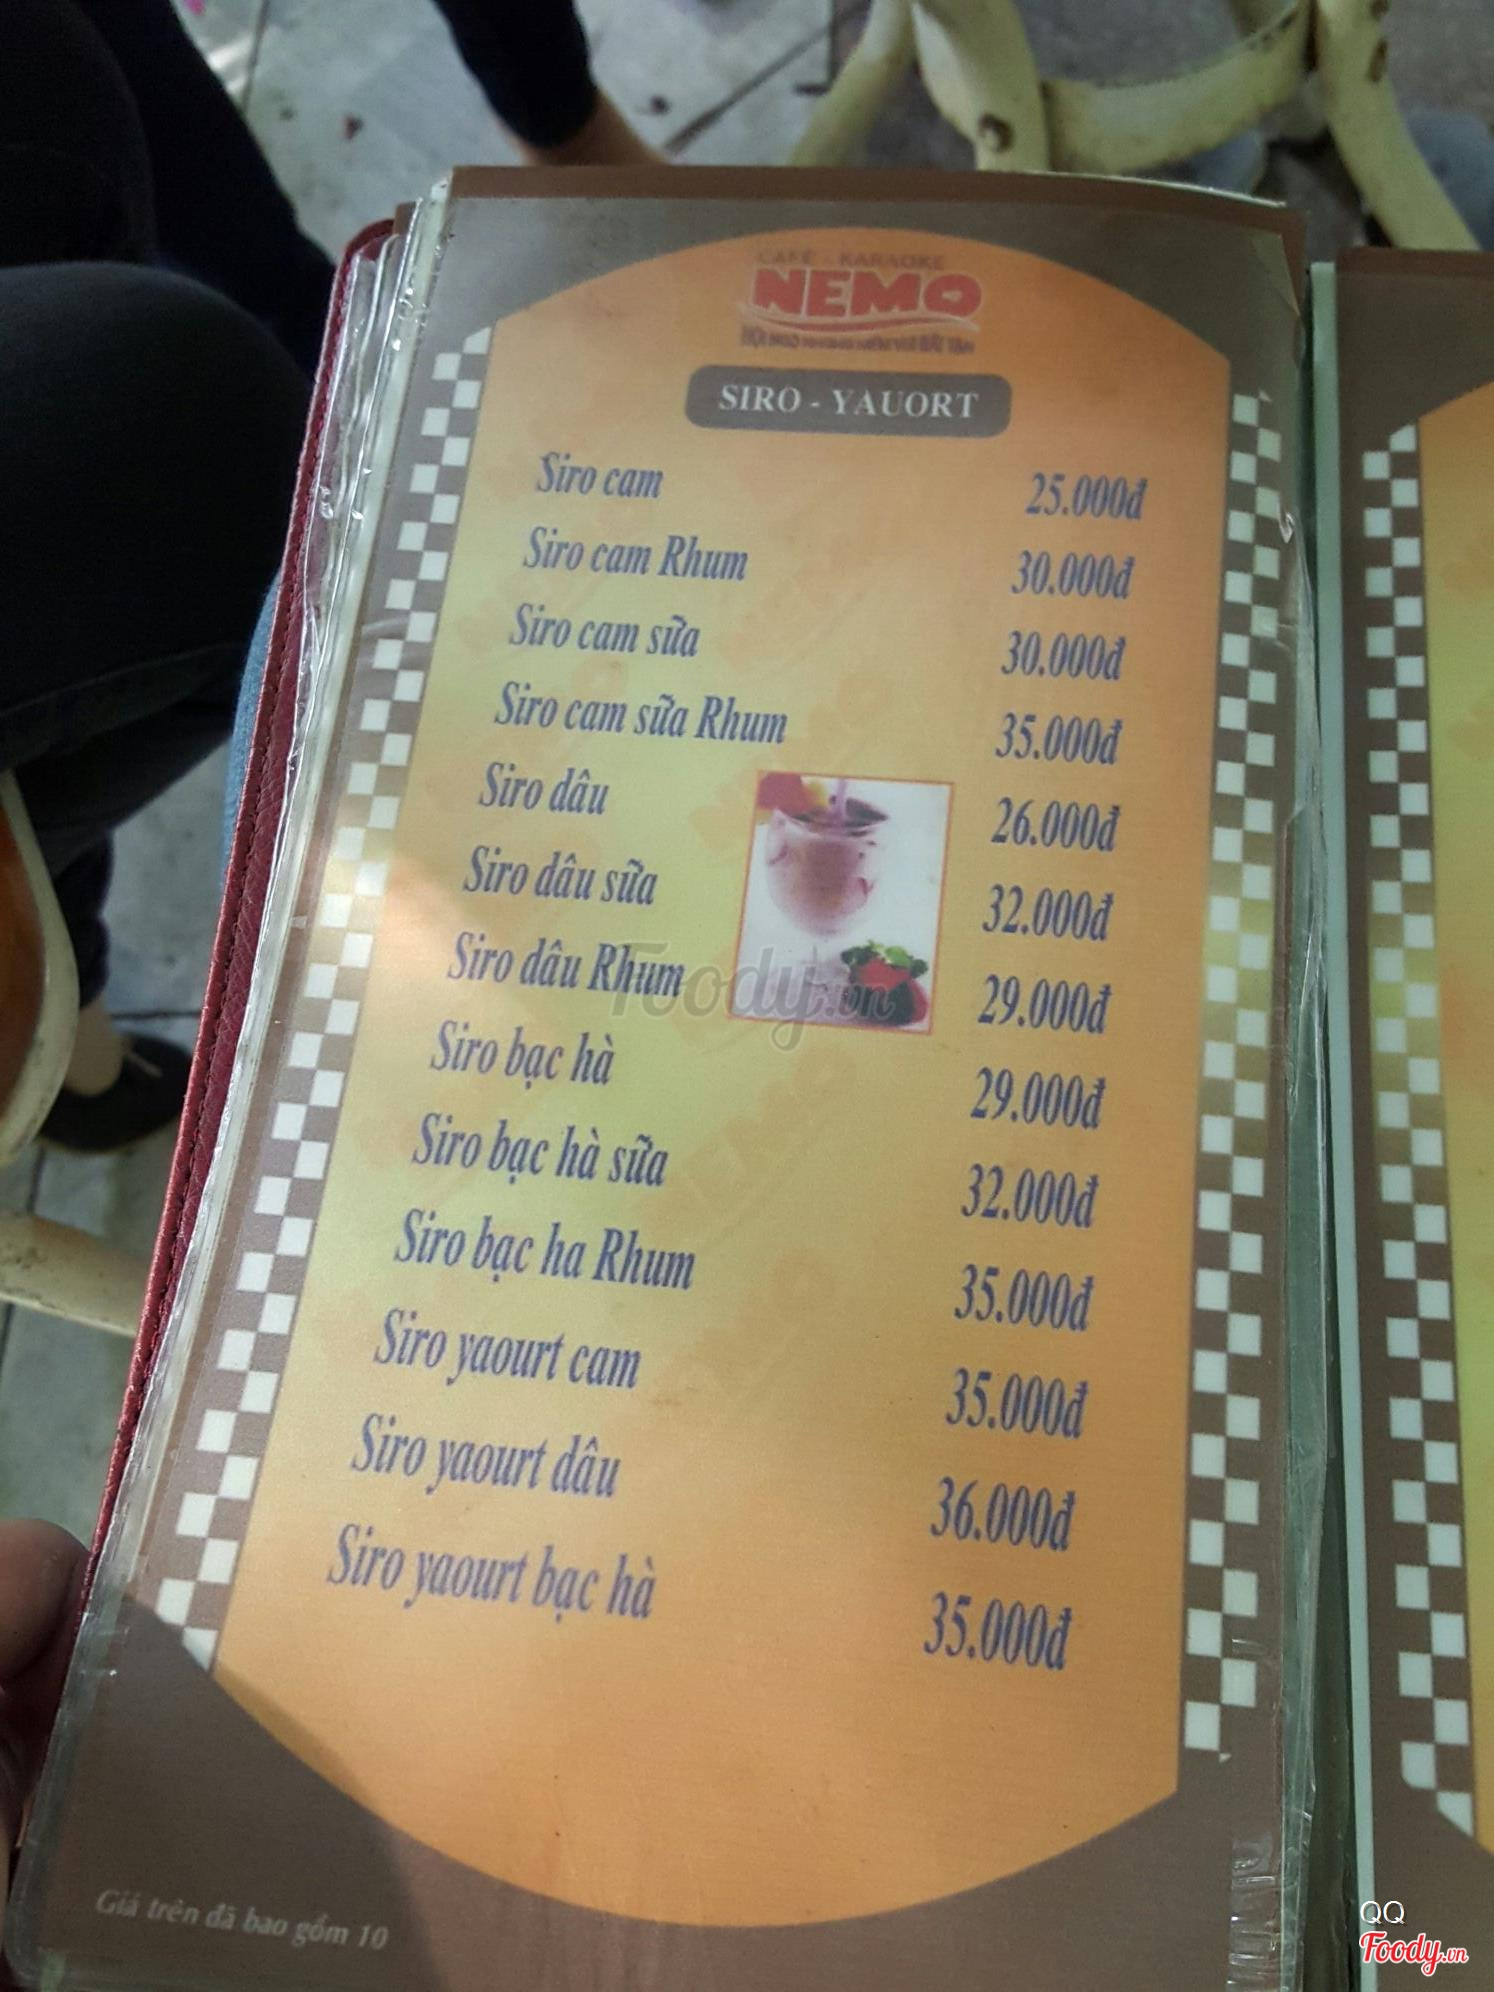 CAFÉ - KARAOKE
NEMO
SIRO - YAUORT
Siro cam 25.000đ
Siro cam Rhum 30.000đ
Siro cam sữa 30.000đ
Siro cam sữa Rhum 35.000đ
Siro dâu 26.000đ
Siro dâu sữa 32.000đ
Siro dâu Rhum 29.000đ
Siro bạc hà 29.000đ
Siro bạc hà sữa 32.000đ
Siro bạc ha Rhum 35.000đ
Siro yaourt cam 35.000đ
Siro yaourt dâu 36.000đ
Siro yaourt bạc hà 35.000đ
Foody.vn
Giá trên đã bao gồm 10
QQ
Foody.vn